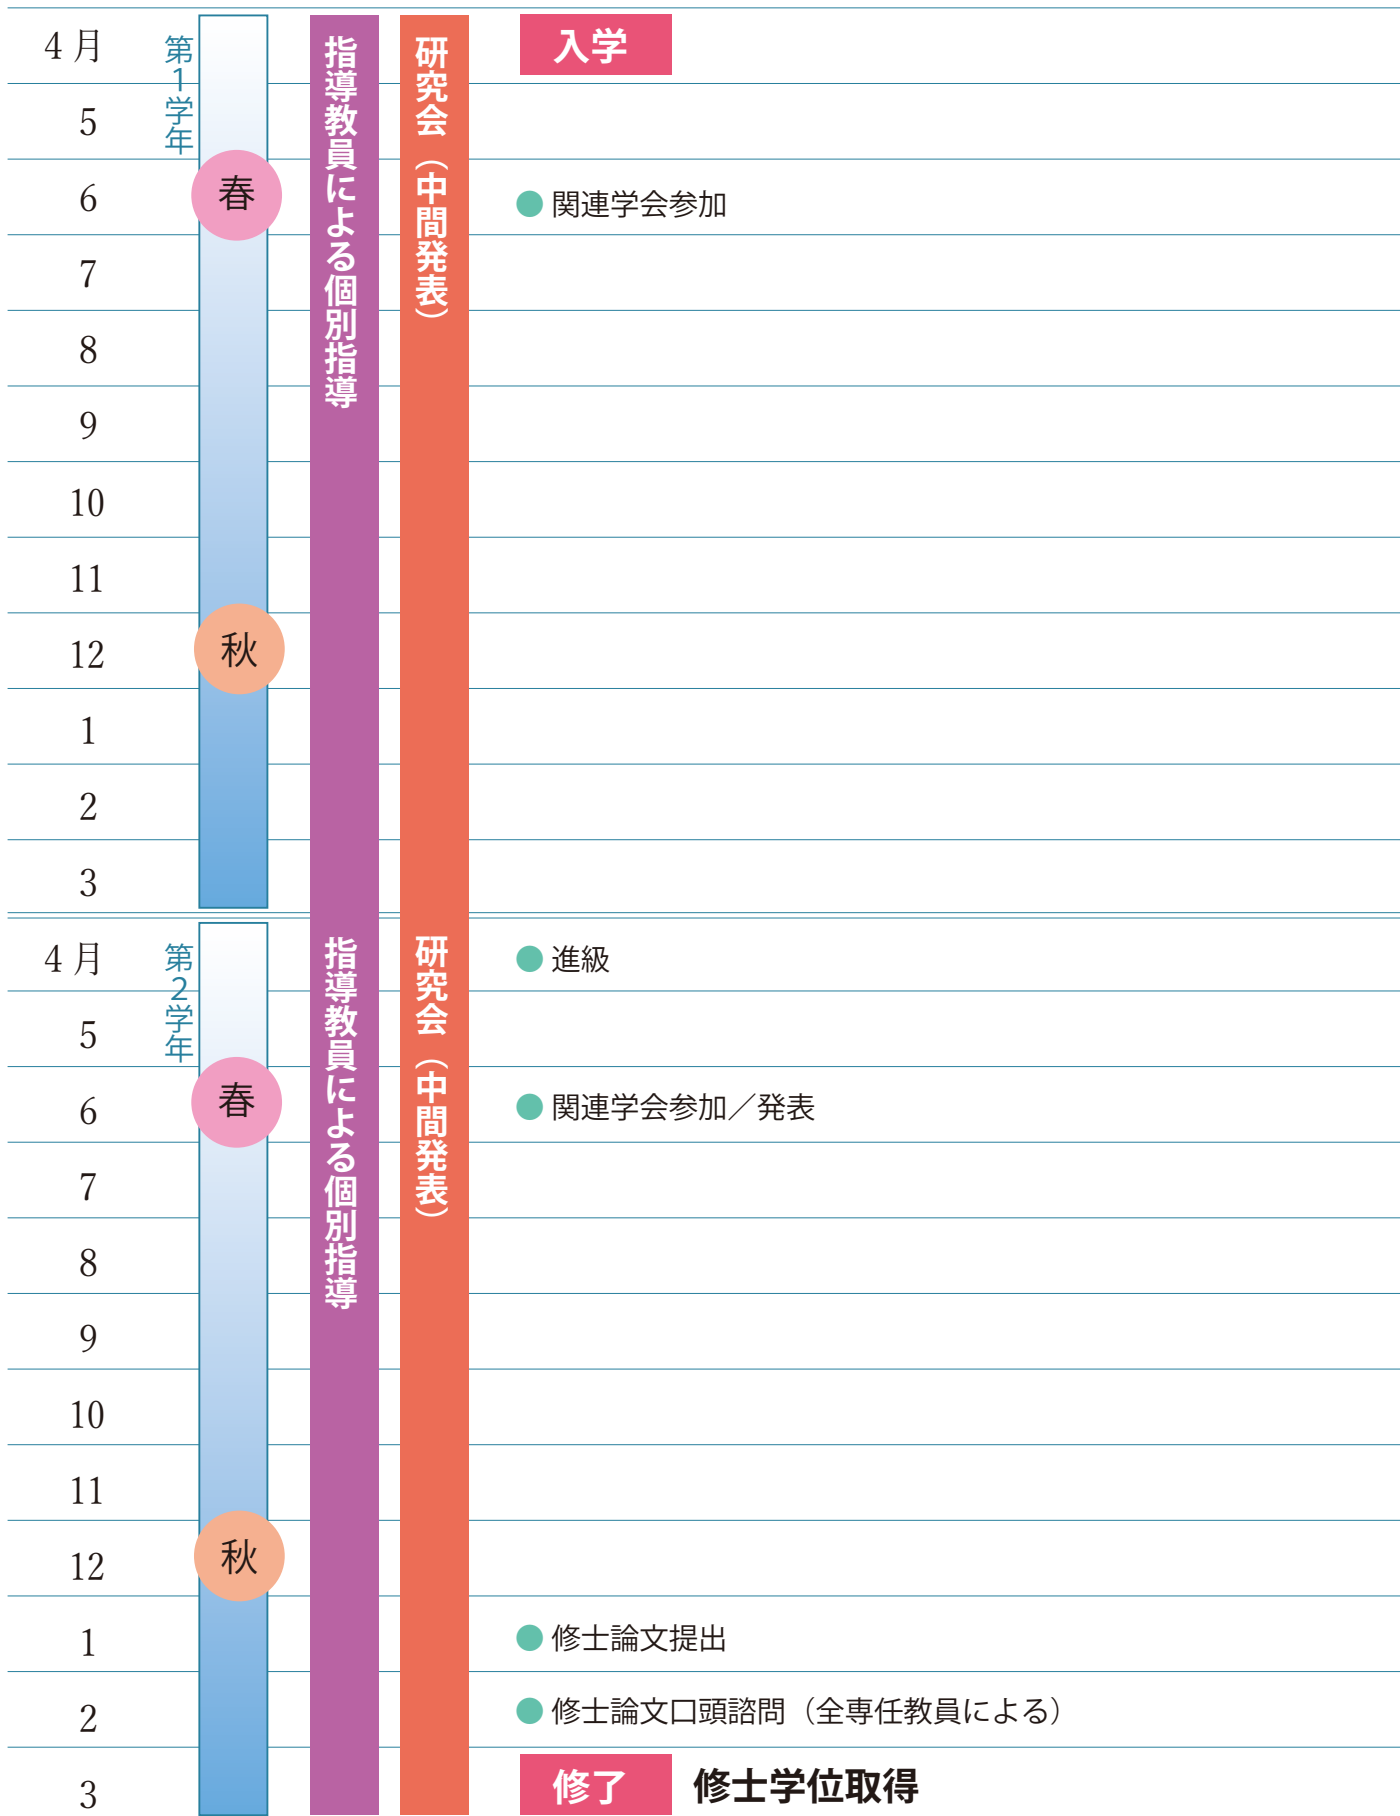 4月
第1学年
指導教員による個別指導
研究会（中間発表）
入学
5
6
春
● 関連学会参加
7
8
9
10
11
12
秋
1
2
3
4月
第2学年
指導教員による個別指導
研究会（中間発表）
● 進級
5
6
春
● 関連学会参加／発表
7
8
9
10
11
12
秋
1
● 修士論文提出
2
● 修士論文口頭諮問（全専任教員による）
3
修了 修士学位取得